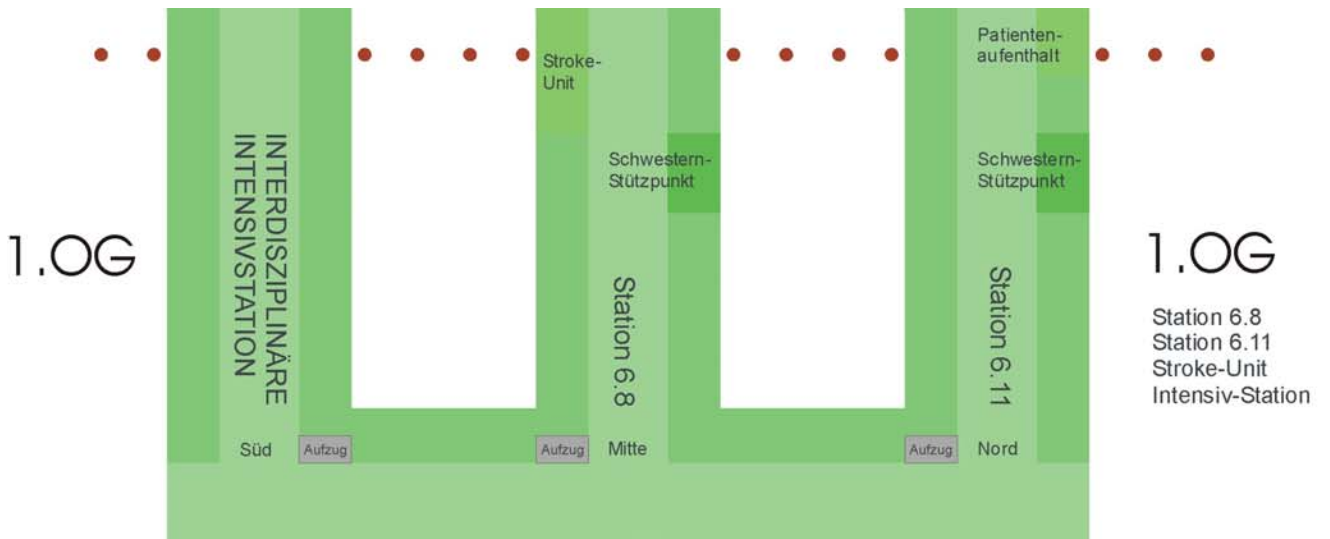 1.OG
INTERDISZIPLINÄRE
INTENSIVSTATION
Süd
Aufzug
Stroke-
Unit
Schwestern-
Stützpunkt
Station 6.8
Aufzug
Mitte
Patienten-
aufenthalt
Schwestern-
Stützpunkt
Station 6.11
Aufzug
Nord
1.OG
Station 6.8
Station 6.11
Stroke-Unit
Intensiv-Station